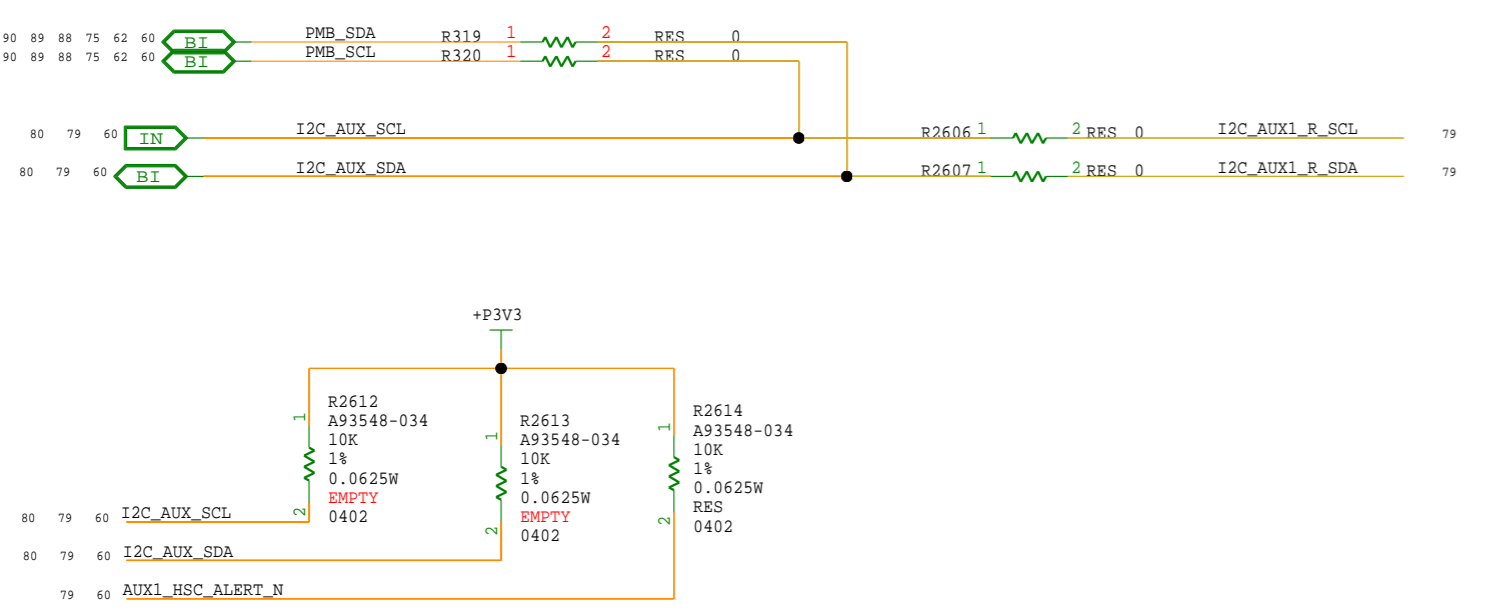 90 89 88 75 62 60 BI PMB_SDA R319 1 2 RES 0
90 89 88 75 62 60 BI PMB_SCL R320 1 2 RES 0
80 79 60 IN I2C_AUX_SCL R2606 1 2 RES 0 I2C_AUX1_R_SCL 79
80 79 60 BI I2C_AUX_SDA R2607 1 2 RES 0 I2C_AUX1_R_SDA 79
+P3V3
1
R2612
A93548-034
10K
1%
0.0625W
EMPTY
0402
2
1
R2613
A93548-034
10K
1%
0.0625W
EMPTY
0402
2
1
R2614
A93548-034
10K
1%
0.0625W
RES
0402
2
80 79 60 I2C_AUX_SCL
80 79 60 I2C_AUX_SDA
79 60 AUX1_HSC_ALERT_N